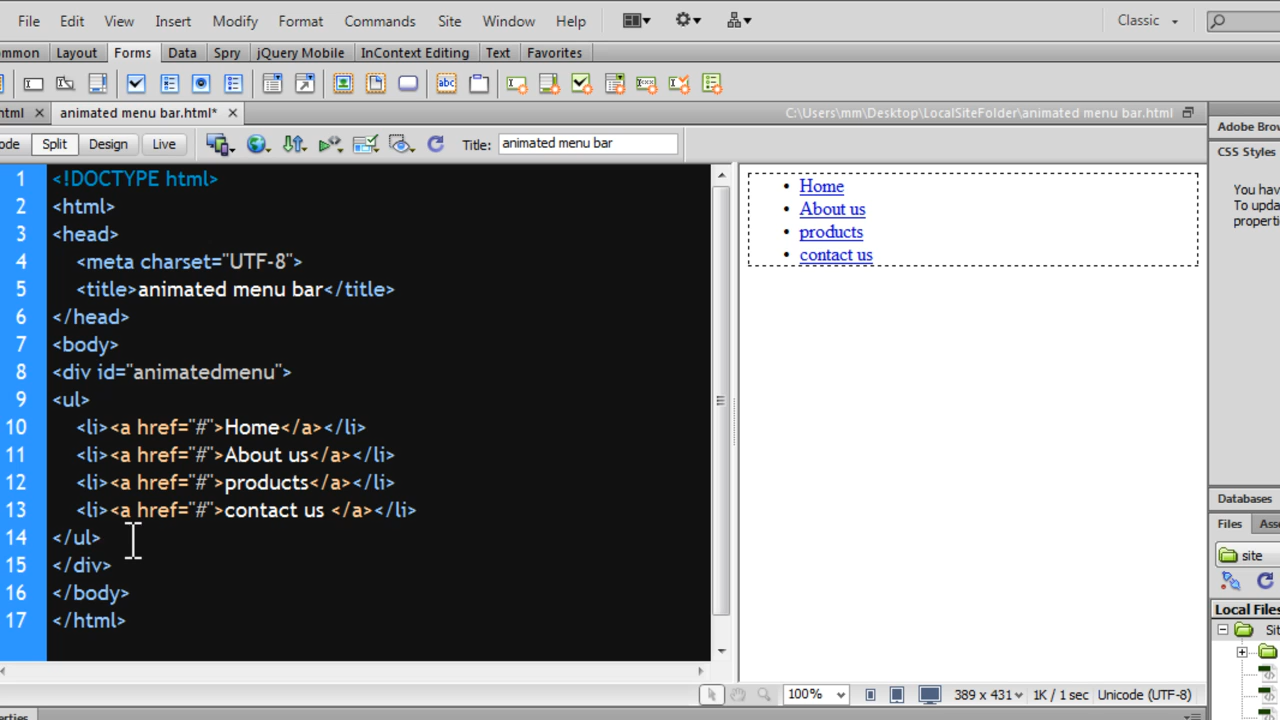 File Edit View Insert Modify Format Commands Site Window Help Classic
Layout Forms Data Spry jQuery Mobile InContext Editing Text Favorites
abc
animated menu bar.html* C:\Users\mm\Desktop\LocalSiteFolder\animated menu bar.html
Split Design Live Title: animated menu bar
1 <!DOCTYPE html>
2 <html>
3 <head>
4 <meta charset="UTF-8">
5 <title>animated menu bar</title>
6 </head>
7 <body>
8 <div id="animatedmenu">
9 <ul>
10 <li><a href="#">Home</a></li>
11 <li><a href="#">About us</a></li>
12 <li><a href="#">products</a></li>
13 <li><a href="#">contact us </a></li>
14 </ul>
15 </div>
16 </body>
17 </html>
• Home
• About us
• products
• contact us
100% 389 x 431 1K / 1 sec Unicode (UTF-8)
CSS Styles
Databases
Files
site
Local Files